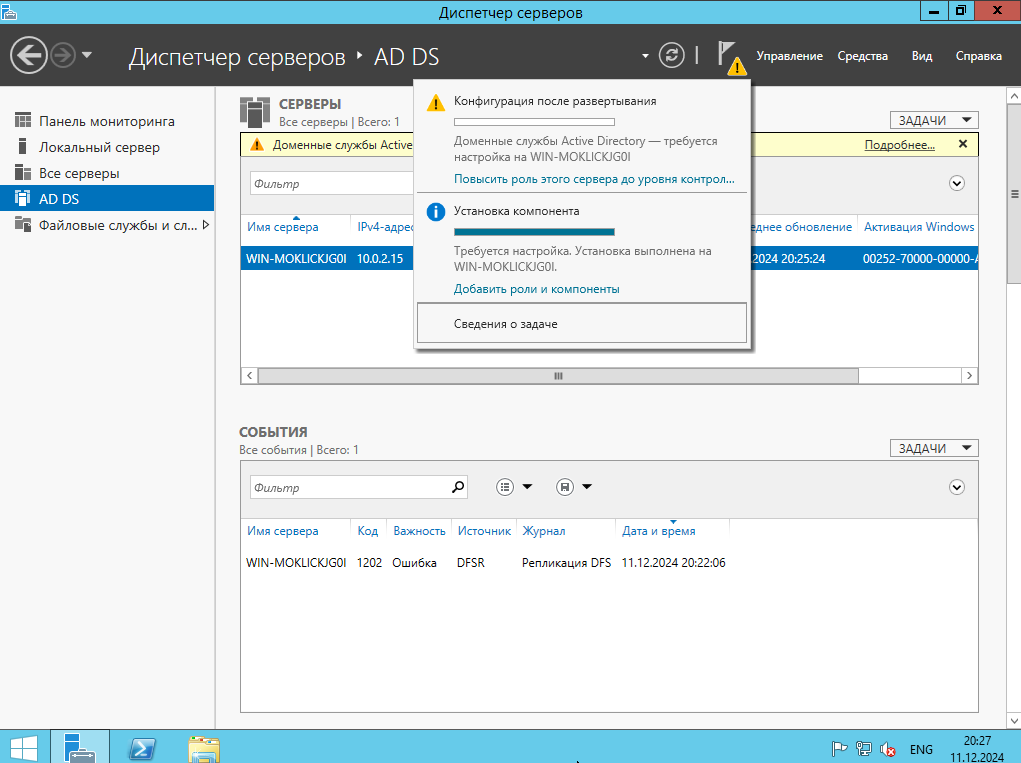 Диспетчер серверов
Диспетчер серверов
AD DS
Управление
Средства
Вид
Справка
Панель мониторинга
Локальный сервер
Все серверы
AD DS
Файловые службы и сл...
СЕРВЕРЫ
Все серверы | Всего: 1
ЗАДАЧИ
Доменные службы Active
Подробнее...
Фильтр
Имя сервера
IPv4-адрес
еднее обновление
Активация Windows
WIN-MOKLICKJG0I
10.0.2.15
2024 20:25:24
00252-70000-00000-A
Конфигурация после развертывания
Доменные службы Active Directory — требуется
настройка на WIN-MOKLICKJG0I
Повысить роль этого сервера до уровня контрол...
Установка компонента
Требуется настройка. Установка выполнена на
WIN-MOKLICKJG0I.
Добавить роли и компоненты
Сведения о задаче
СОБЫТИЯ
Все события | Всего: 1
ЗАДАЧИ
Фильтр
Имя сервера
Код
Важность
Источник
Журнал
Дата и время
WIN-MOKLICKJG0I
1202
Ошибка
DFSR
Репликация DFS
11.12.2024 20:22:06
ENG
20:27
11.12.2024